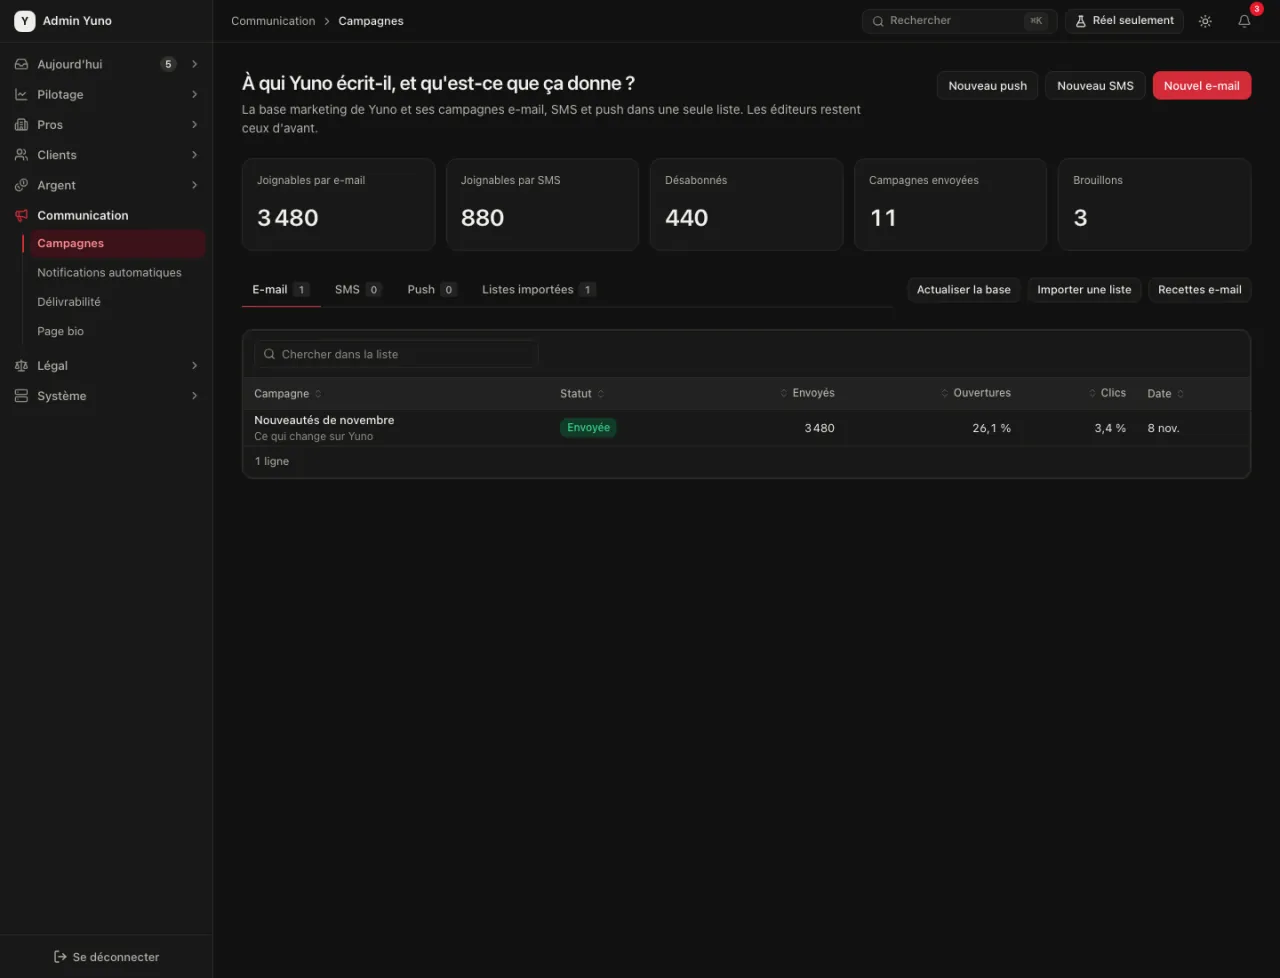 Y Admin Yuno
Communication > Campagnes
Rechercher ⌘K
Réel seulement
3
Aujourd'hui 5
Pilotage
Pros
Clients
Argent
Communication
Campagnes
Notifications automatiques
Délivrabilité
Page bio
Légal
Système
Se déconnecter
À qui Yuno écrit-il, et qu'est-ce que ça donne ?
La base marketing de Yuno et ses campagnes e-mail, SMS et push dans une seule liste. Les éditeurs restent
ceux d'avant.
Nouveau push Nouveau SMS Nouvel e-mail
Joignables par e-mail
3 480
Joignables par SMS
880
Désabonnés
440
Campagnes envoyées
11
Brouillons
3
E-mail 1 SMS 0 Push 0 Listes importées 1
Actualiser la base Importer une liste Recettes e-mail
Chercher dans la liste
Campagne Statut Envoyés Ouvertures Clics Date
Nouveautés de novembre
Ce qui change sur Yuno
Envoyée 3 480 26,1 % 3,4 % 8 nov.
1 ligne